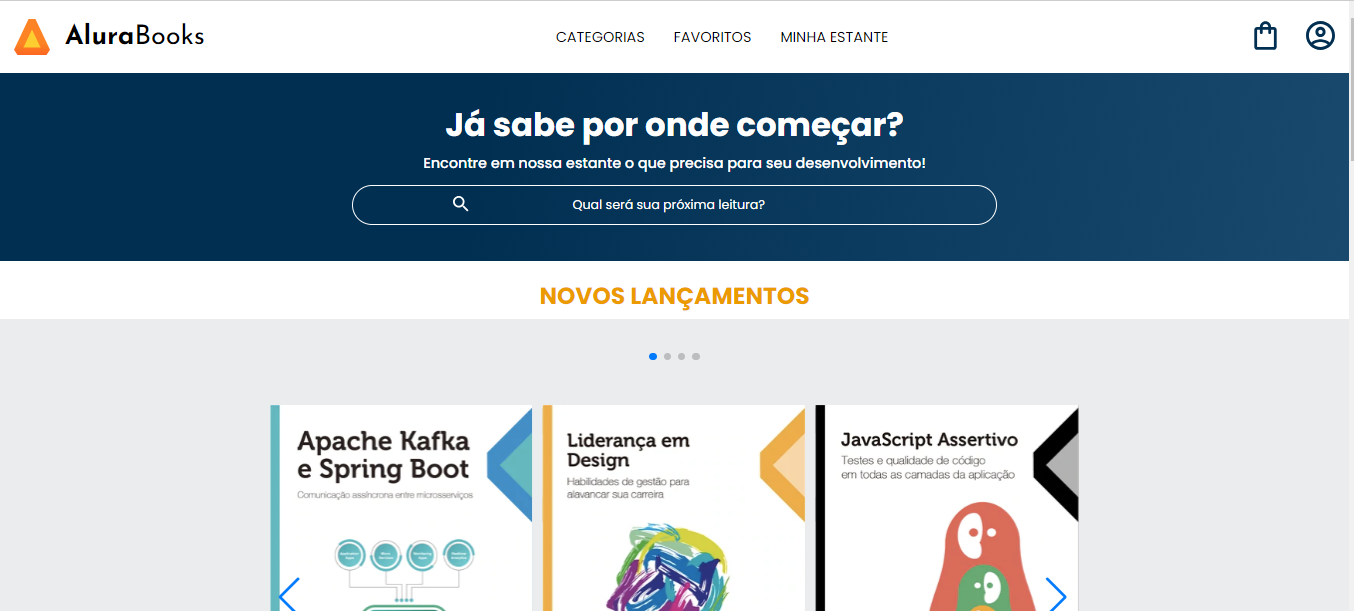 AluraBooks
CATEGORIAS
FAVORITOS
MINHA ESTANTE
Já sabe por onde começar?
Encontre em nossa estante o que precisa para seu desenvolvimento!
Qual será sua próxima leitura?
NOVOS LANÇAMENTOS
Apache Kafka
e Spring Boot
Comunicação assíncrona entre microsserviços
Liderança em
Design
Habilidades de gestão para
alavancar sua carreira
JavaScript Assertivo
Testes e qualidade de código
em todas as camadas da aplicação